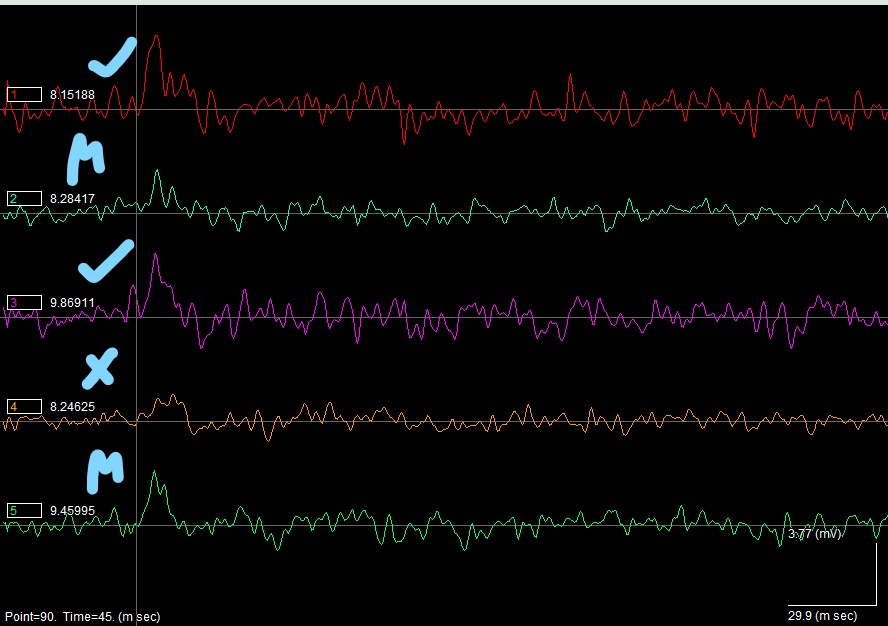 ✓
1 8.15188
M
2 8.28417
✓
3 9.86911
X
4 8.24625
M
5 9.45995
3.77 (mV)
Point=90. Time=45. (m sec)
29.9 (m sec)